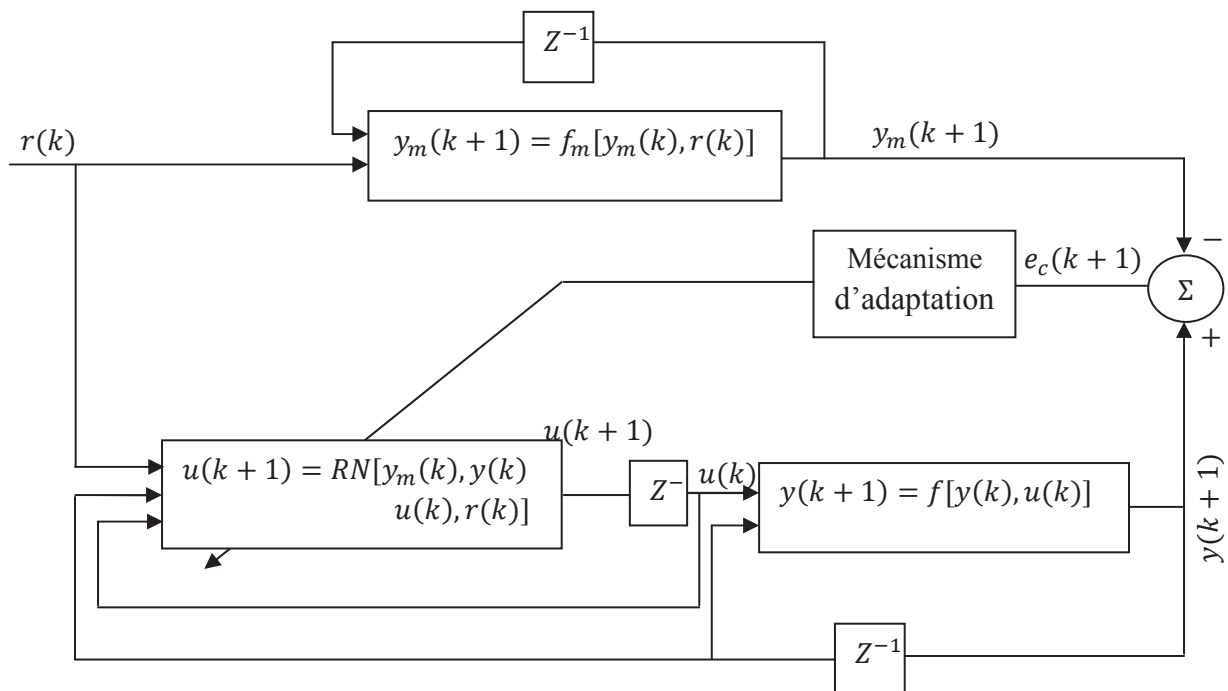 Z⁻¹
r(k)
y_m(k + 1) = f_m[y_m(k), r(k)]
y_m(k + 1)
−
Mécanisme
d'adaptation
e_c(k + 1)
Σ
+
u(k + 1)
u(k + 1) = RN[y_m(k), y(k)
u(k), r(k)]
Z⁻
u(k)
y(k + 1) = f[y(k), u(k)]
y(k + 1)
Z⁻¹